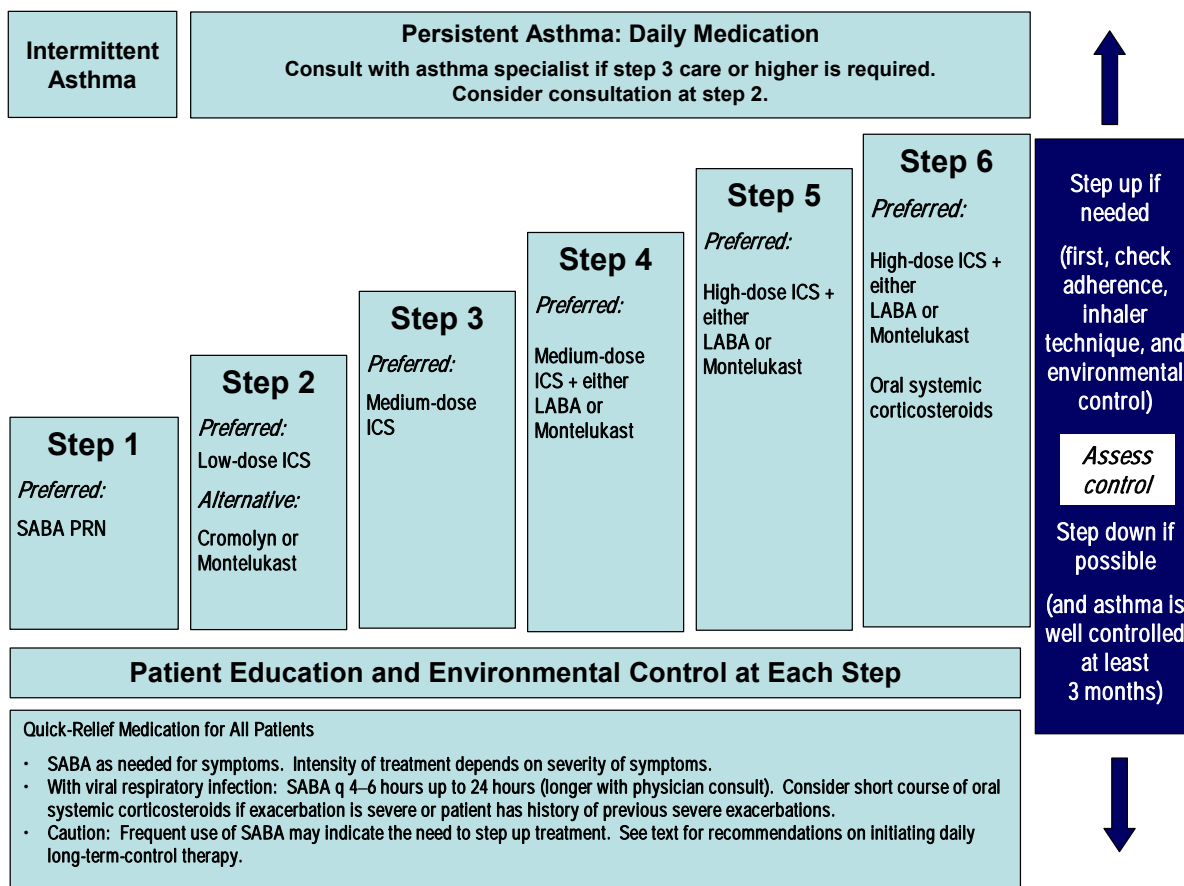 Intermittent
Asthma
Persistent Asthma: Daily Medication
Consult with asthma specialist if step 3 care or higher is required.
Consider consultation at step 2.
Step 1
Preferred:
SABA PRN
Step 2
Preferred:
Low-dose ICS
Alternative:
Cromolyn or
Montelukast
Step 3
Preferred:
Medium-dose
ICS
Step 4
Preferred:
Medium-dose
ICS + either
LABA or
Montelukast
Step 5
Preferred:
High-dose ICS +
either
LABA or
Montelukast
Step 6
Preferred:
High-dose ICS +
either
LABA or
Montelukast
Oral systemic
corticosteroids
Step up if
needed
(first, check
adherence,
inhaler
technique, and
environmental
control)
Assess
control
Step down if
possible
(and asthma is
well controlled
at least
3 months)
Patient Education and Environmental Control at Each Step
Quick-Relief Medication for All Patients
• SABA as needed for symptoms. Intensity of treatment depends on severity of symptoms.
• With viral respiratory infection: SABA q 4–6 hours up to 24 hours (longer with physician consult). Consider short course of oral
systemic corticosteroids if exacerbation is severe or patient has history of previous severe exacerbations.
• Caution: Frequent use of SABA may indicate the need to step up treatment. See text for recommendations on initiating daily
long-term-control therapy.